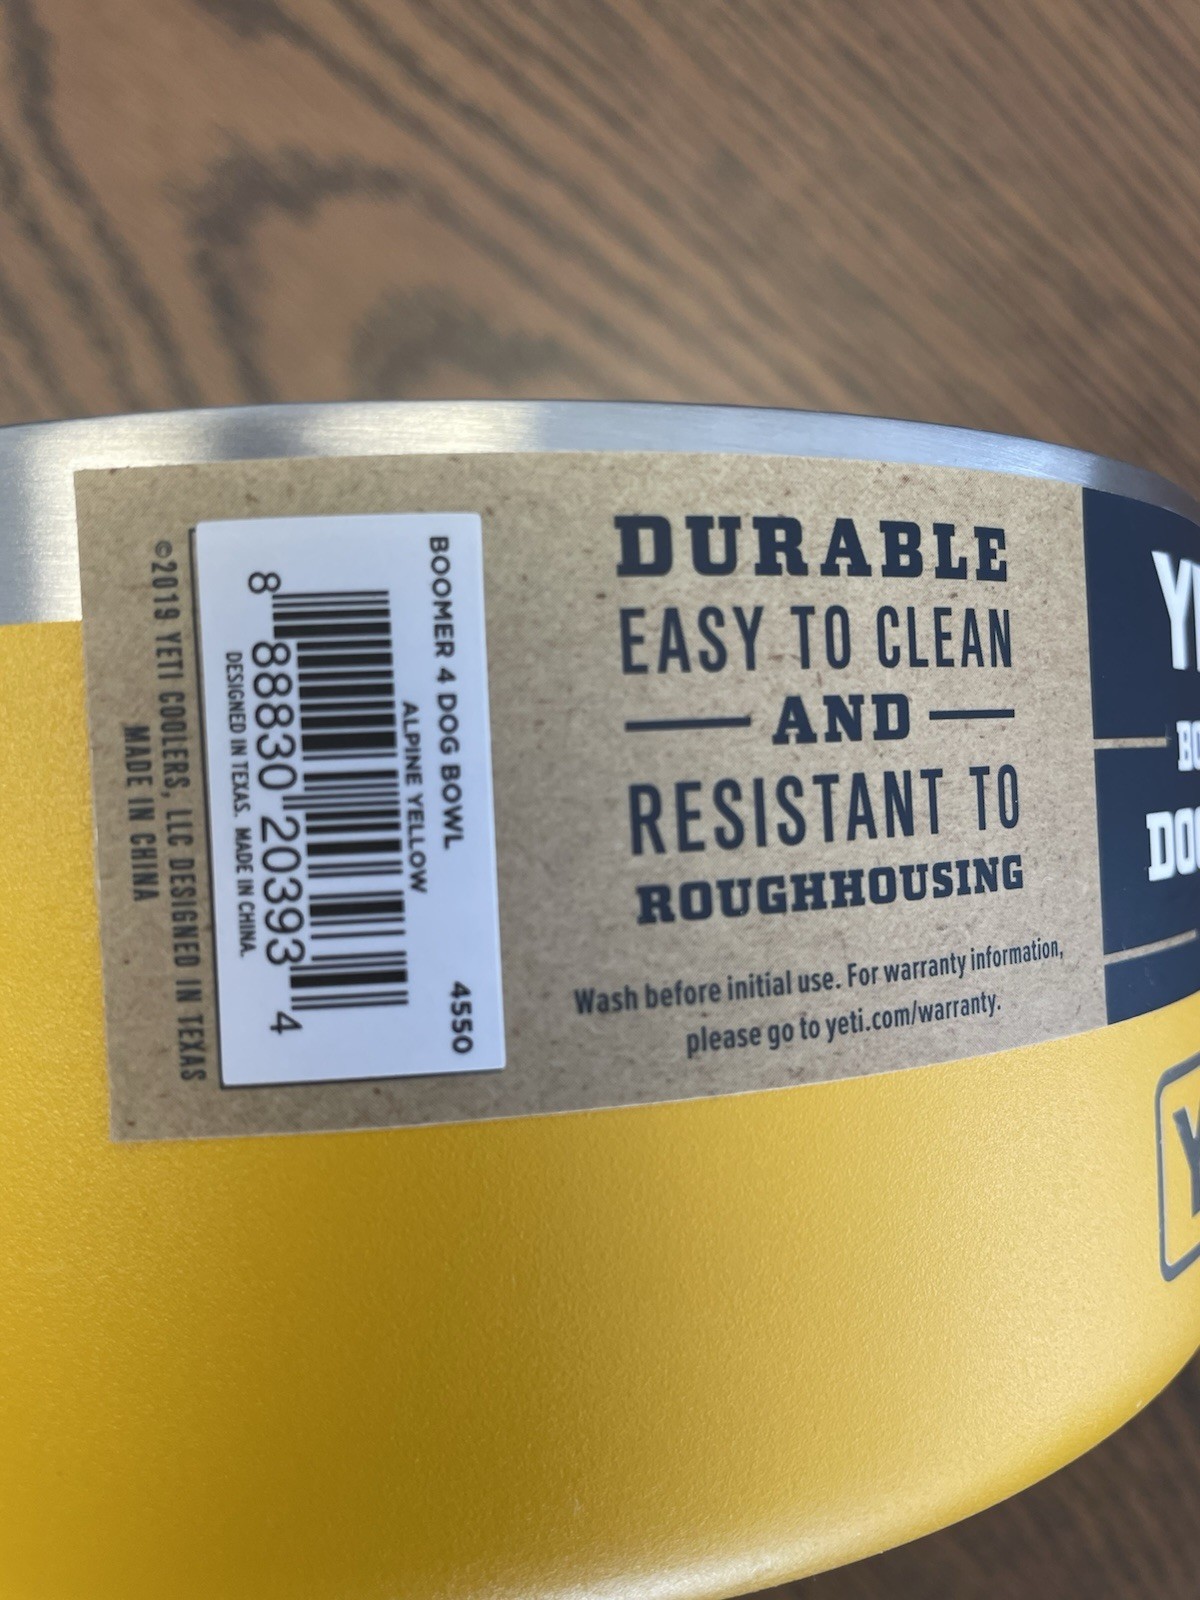 DURABLE
EASY TO CLEAN
AND
RESISTANT TO
ROUGHHOUSING
Wash before initial use. For warranty information,
please go to yeti.com/warranty.
BOOMER 4 DOG BOWL 4550
ALPINE YELLOW
8 88830 20393 4
DESIGNED IN TEXAS. MADE IN CHINA.
©2019 YETI COOLERS, LLC DESIGNED IN TEXAS
MADE IN CHINA